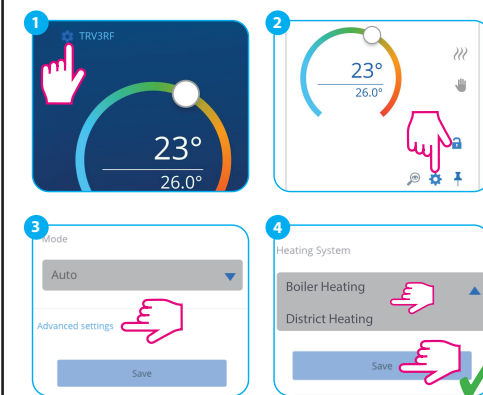 1
TRV3RF
23°
26.0°
2
23°
26.0°
3
Mode
Auto
Advanced settings
Save
4
Heating System
Boiler Heating
District Heating
Save